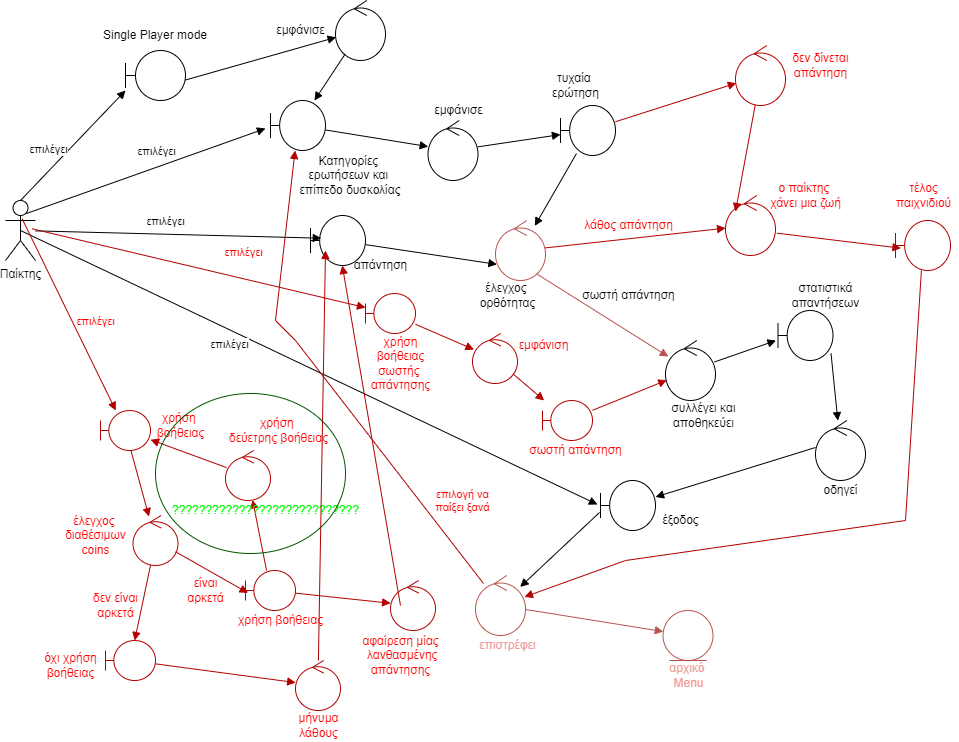 Single Player mode
εμφάνισε
δεν δίνεται
απάντηση
τυχαία
ερώτηση
εμφάνισε
επιλέγει
επιλέγει
Κατηγορίες
ερωτήσεων και
επίπεδο δυσκολίας
ο παίκτης
χάνει μια ζωή
τέλος
παιχνιδιού
επιλέγει
λάθος απάντηση
επιλέγει
απάντηση
Παίκτης
έλεγχος
ορθότητας
σωστή απάντηση
στατιστικά
απαντήσεων
επιλέγει
επιλέγει
χρήση
βοήθειας
σωστής
απάντησης
εμφάνιση
συλλέγει και
αποθηκεύει
χρήση
βοήθειας
χρήση
δεύετρης βοήθειας
σωστή απάντηση
οδηγεί
επιλογή να
παίξει ξανά
????????????????????????????
έξοδος
έλεγχος
διαθέσιμων
coins
είναι
αρκετά
δεν είναι
αρκετά
χρήση βοήθειας
αφαίρεση μίας
λανθασμένης
απάντησης
επιστρέφει
όχι χρήση
βοήθειας
αρχικό
Menu
μήνυμα
λάθους